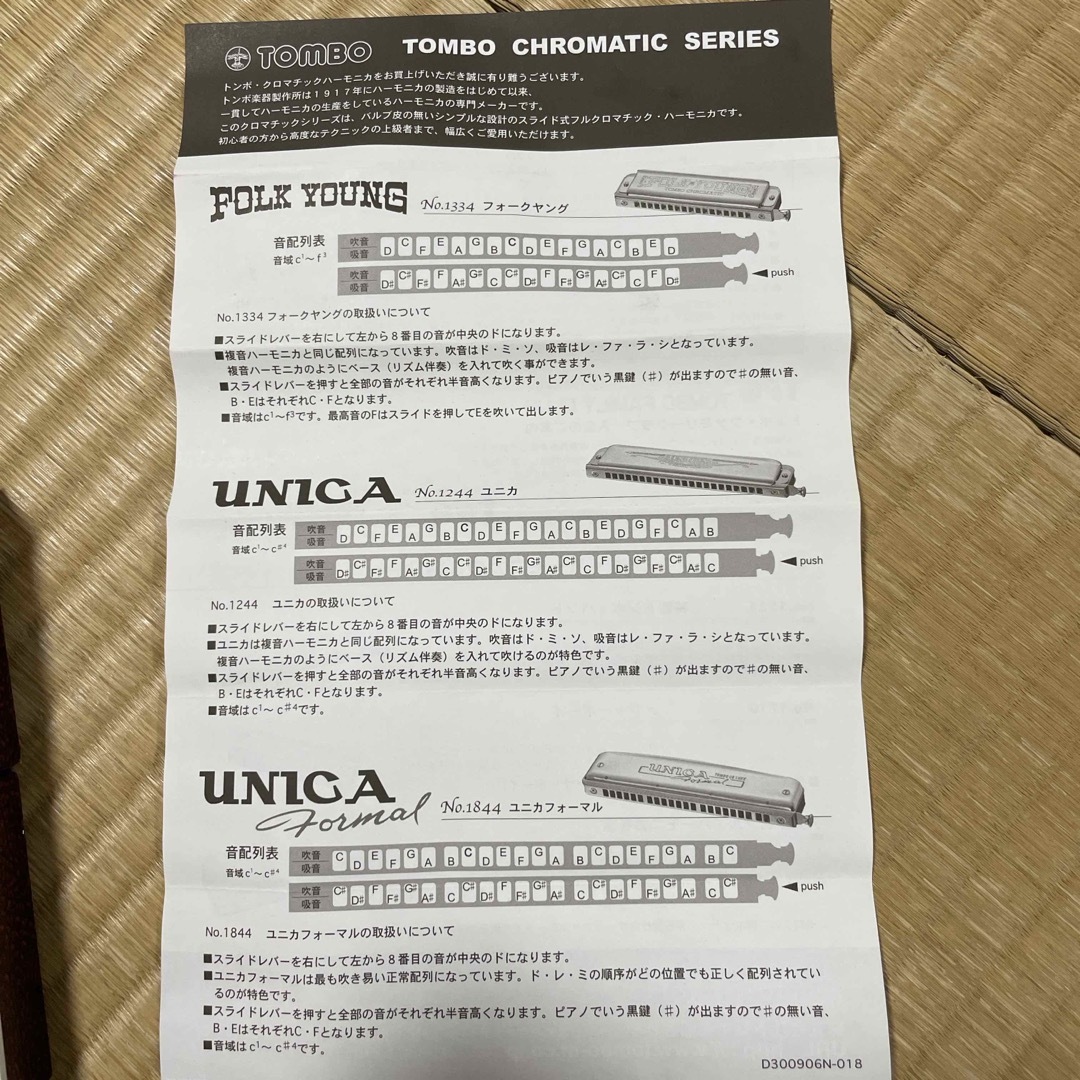 TOMBO TOMBO CHROMATIC SERIES
トンボ・クロマチックハーモニカをお買上げいただき誠に有り難うございます。
トンボ楽器製作所は1917年にハーモニカの製造をはじめて以来、
一貫してハーモニカの生産をしているハーモニカの専門メーカーです。
このクロマチックシリーズは、バルブ皮の無いシンプルな設計のスライド式フルクロマチック・ハーモニカです。
初心者の方から高度なテクニックの上級者まで、幅広くご愛用いただけます。
FOLK YOUNG No.1334 フォークヤング
音配列表
音域c¹〜f³
吹音
吸音
D C F E A G B C D E F G A C B E D
吹音
吸音
D♯ C♯ F♯ F A♯ G♯ C C♯ D♯ F F♯ G♯ A♯ C♯ C F D♯
push
No.1334 フォークヤングの取扱いについて
■スライドレバーを右にして左から8番目の音が中央のドになります。
■複音ハーモニカと同じ配列になっています。吹音はド・ミ・ソ、吸音はレ・ファ・ラ・シとなっています。
複音ハーモニカのようにベース（リズム伴奏）を入れて吹く事ができます。
■スライドレバーを押すと全部の音がそれぞれ半音高くなります。ピアノでいう黒鍵（♯）が出ますので♯の無い音、
B・EはそれぞれC・Fとなります。
■音域はc¹〜f³です。最高音のFはスライドを押してEを吹いて出します。
UNICA No.1244 ユニカ
音配列表
音域c¹〜c♯⁴
吹音
吸音
D C F E A G B C D E F G A C B E D G F C A B
吹音
吸音
D♯ C♯ F♯ F A♯ G♯ C C♯ D♯ F F♯ G♯ A♯ C♯ C F D♯ G♯ F♯ C♯ A♯ C
push
No.1244 ユニカの取扱いについて
■スライドレバーを右にして左から8番目の音が中央のドになります。
■ユニカは複音ハーモニカと同じ配列になっています。吹音はド・ミ・ソ、吸音はレ・ファ・ラ・シとなっています。
複音ハーモニカのようにベース（リズム伴奏）を入れて吹けるのが特色です。
■スライドレバーを押すと全部の音がそれぞれ半音高くなります。ピアノでいう黒鍵（♯）が出ますので♯の無い音、
B・EはそれぞれC・Fとなります。
■音域はc¹〜c♯⁴です。
UNICA Formal No.1844 ユニカフォーマル
音配列表
音域c¹〜c♯⁴
吹音
吸音
C D E F G A B C D E F G A B C D E F G A B C
吹音
吸音
C♯ D♯ F F♯ G♯ A♯ C C♯ D♯ F F♯ G♯ A♯ C C♯ D♯ F F♯ G♯ A♯ C C♯
push
No.1844 ユニカフォーマルの取扱いについて
■スライドレバーを右にして左から8番目の音が中央のドになります。
■ユニカフォーマルは最も吹き易い正常配列になっています。ド・レ・ミの順序がどの位置でも正しく配列されてい
るのが特色です。
■スライドレバーを押すと全部の音がそれぞれ半音高くなります。ピアノでいう黒鍵（♯）が出ますので♯の無い音、
B・EはそれぞれC・Fとなります。
■音域はc¹〜c♯⁴です。
D300906N-018